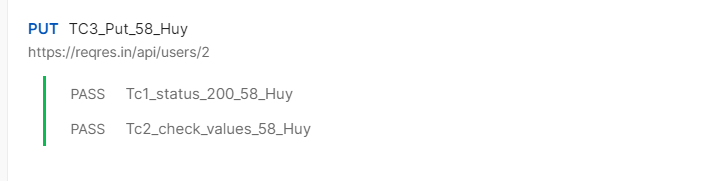 PUT TC3_Put_58_Huy
https://reqres.in/api/users/2
PASS Tc1_status_200_58_Huy
PASS Tc2_check_values_58_Huy